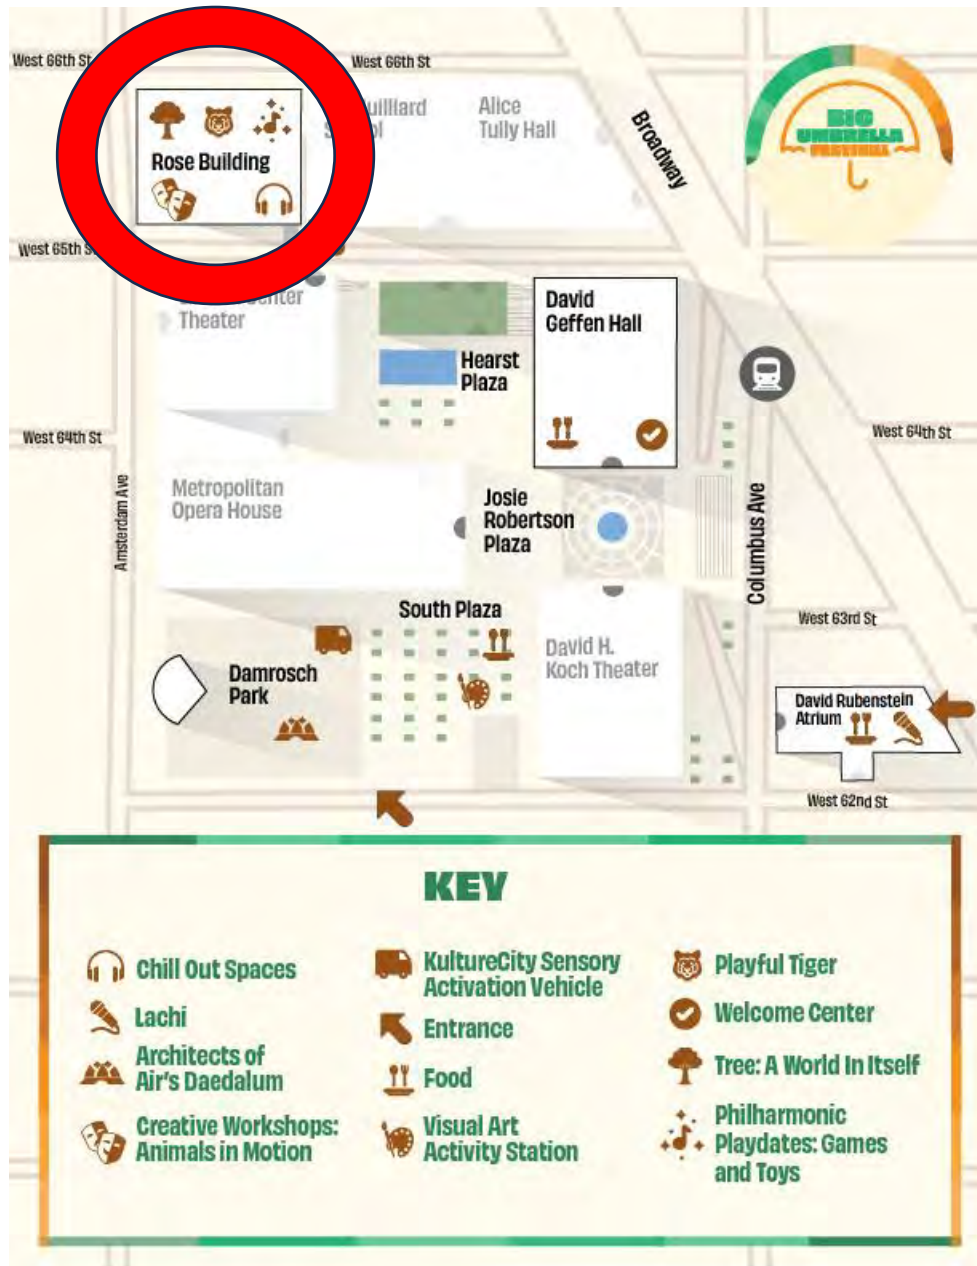 West 66th St
West 66th St
Rose Building
Alice
Tully Hall
Broadway
BIG
UMBRELLA
FESTIVAL
West 65th
Theater
David
Geffen Hall
Hearst
Plaza
West 64th St
West 64th St
Amsterdam Ave
Metropolitan
Opera House
Josie
Robertson
Plaza
Columbus Ave
South Plaza
West 63rd St
Damrosch
Park
David H.
Koch Theater
David Rubenstein
Atrium
West 62nd St
KEY
Chill Out Spaces
Lachi
Architects of
Air's Daedalum
Creative Workshops:
Animals in Motion
KultureCity Sensory
Activation Vehicle
Entrance
Food
Visual Art
Activity Station
Playful Tiger
Welcome Center
Tree: A World In Itself
Philharmonic
Playdates: Games
and Toys